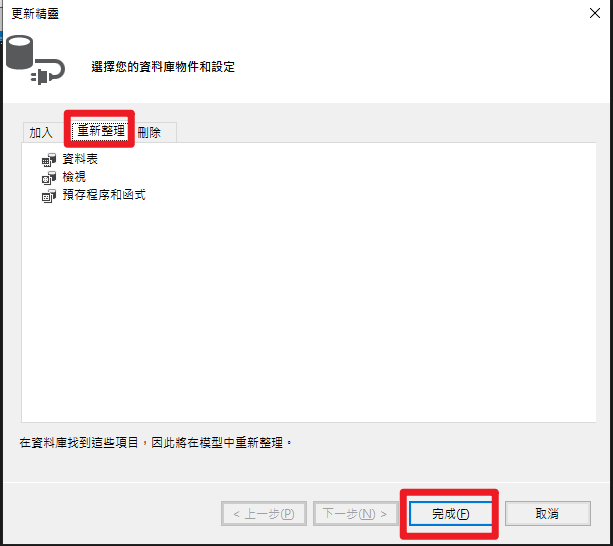 更新精靈
選擇您的資料庫物件和設定
加入 重新整理 刪除
資料表
檢視
預存程序和函式
在資料庫找到這些項目，因此將在模型中重新整理。
< 上一步(P) 下一步(N) > 完成(F) 取消